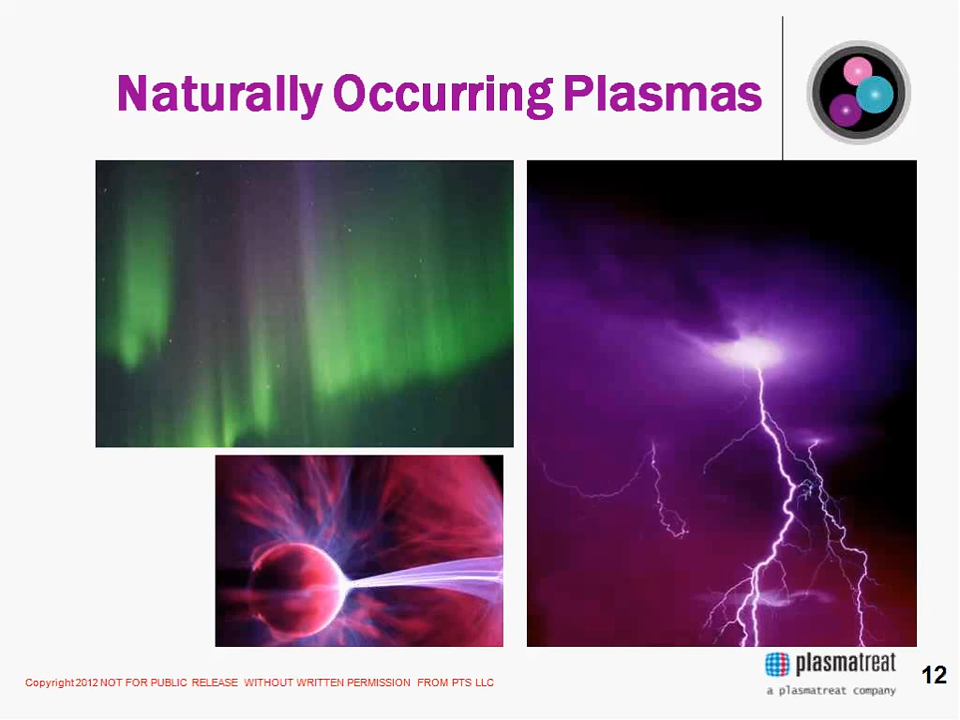 Naturally Occurring Plasmas
plasmatreat
a plasmatreat company
12
Copyright 2012 NOT FOR PUBLIC RELEASE WITHOUT WRITTEN PERMISSION FROM PTS LLC